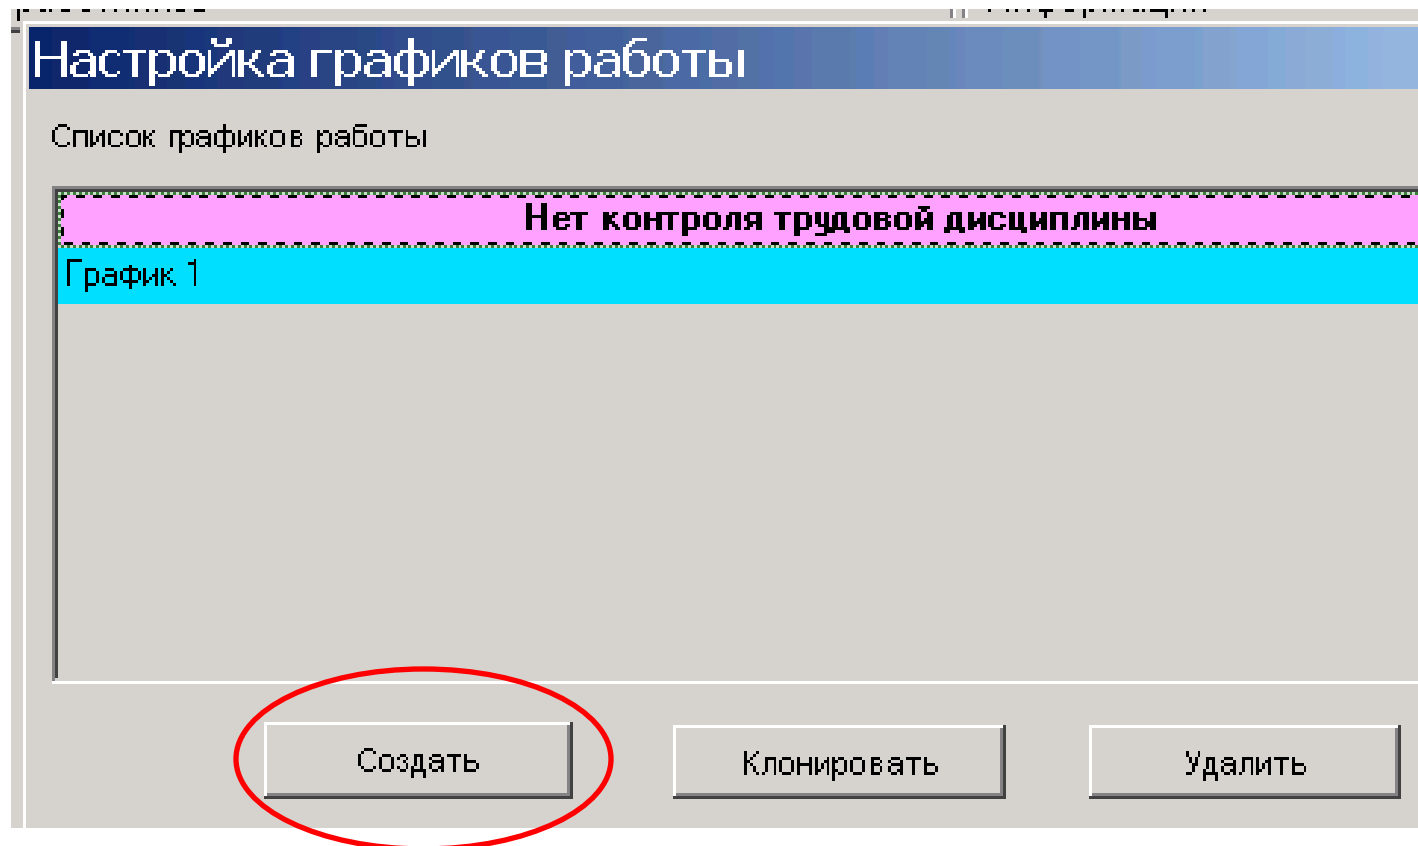 Настройка графиков работы
Список графиков работы
Нет контроля трудовой дисциплины
График 1
Создать Клонировать Удалить